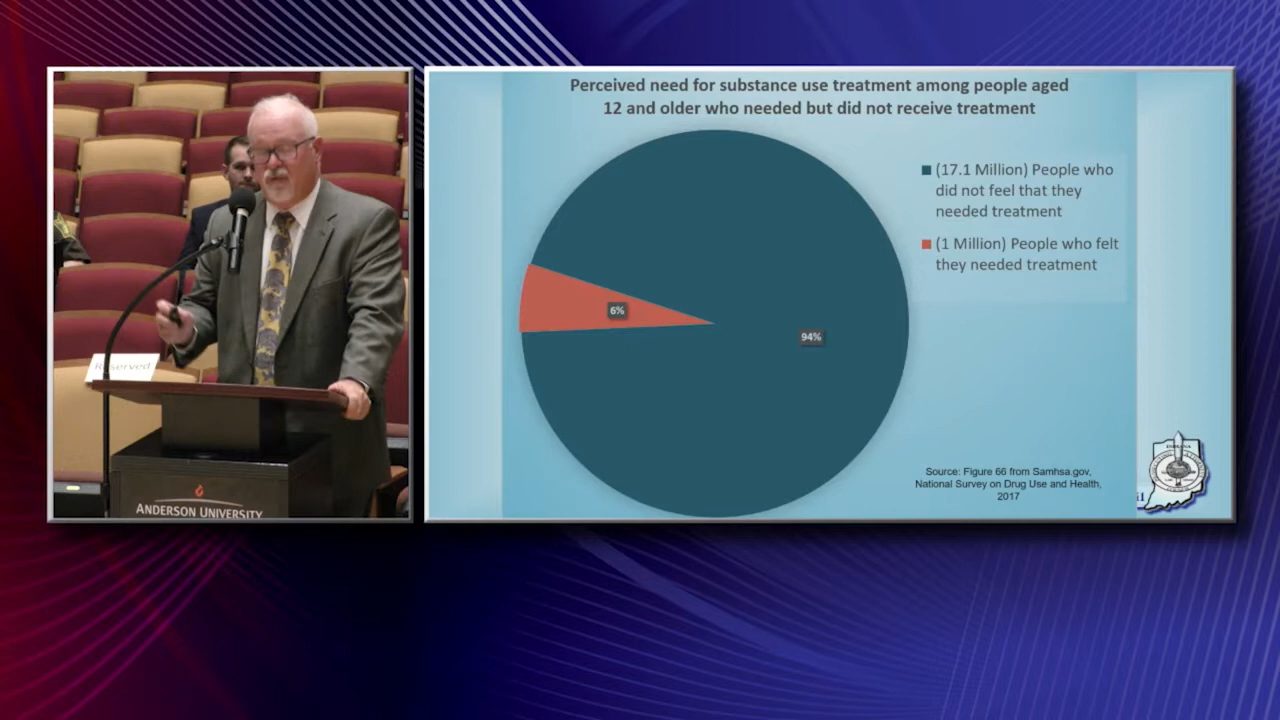 Perceived need for substance use treatment among people aged
12 and older who needed but did not receive treatment
(17.1 Million) People who
did not feel that they
needed treatment
(1 Million) People who felt
they needed treatment
6%
94%
Source: Figure 66 from Samhsa.gov,
National Survey on Drug Use and Health,
2017
Reserved
ANDERSON UNIVERSITY